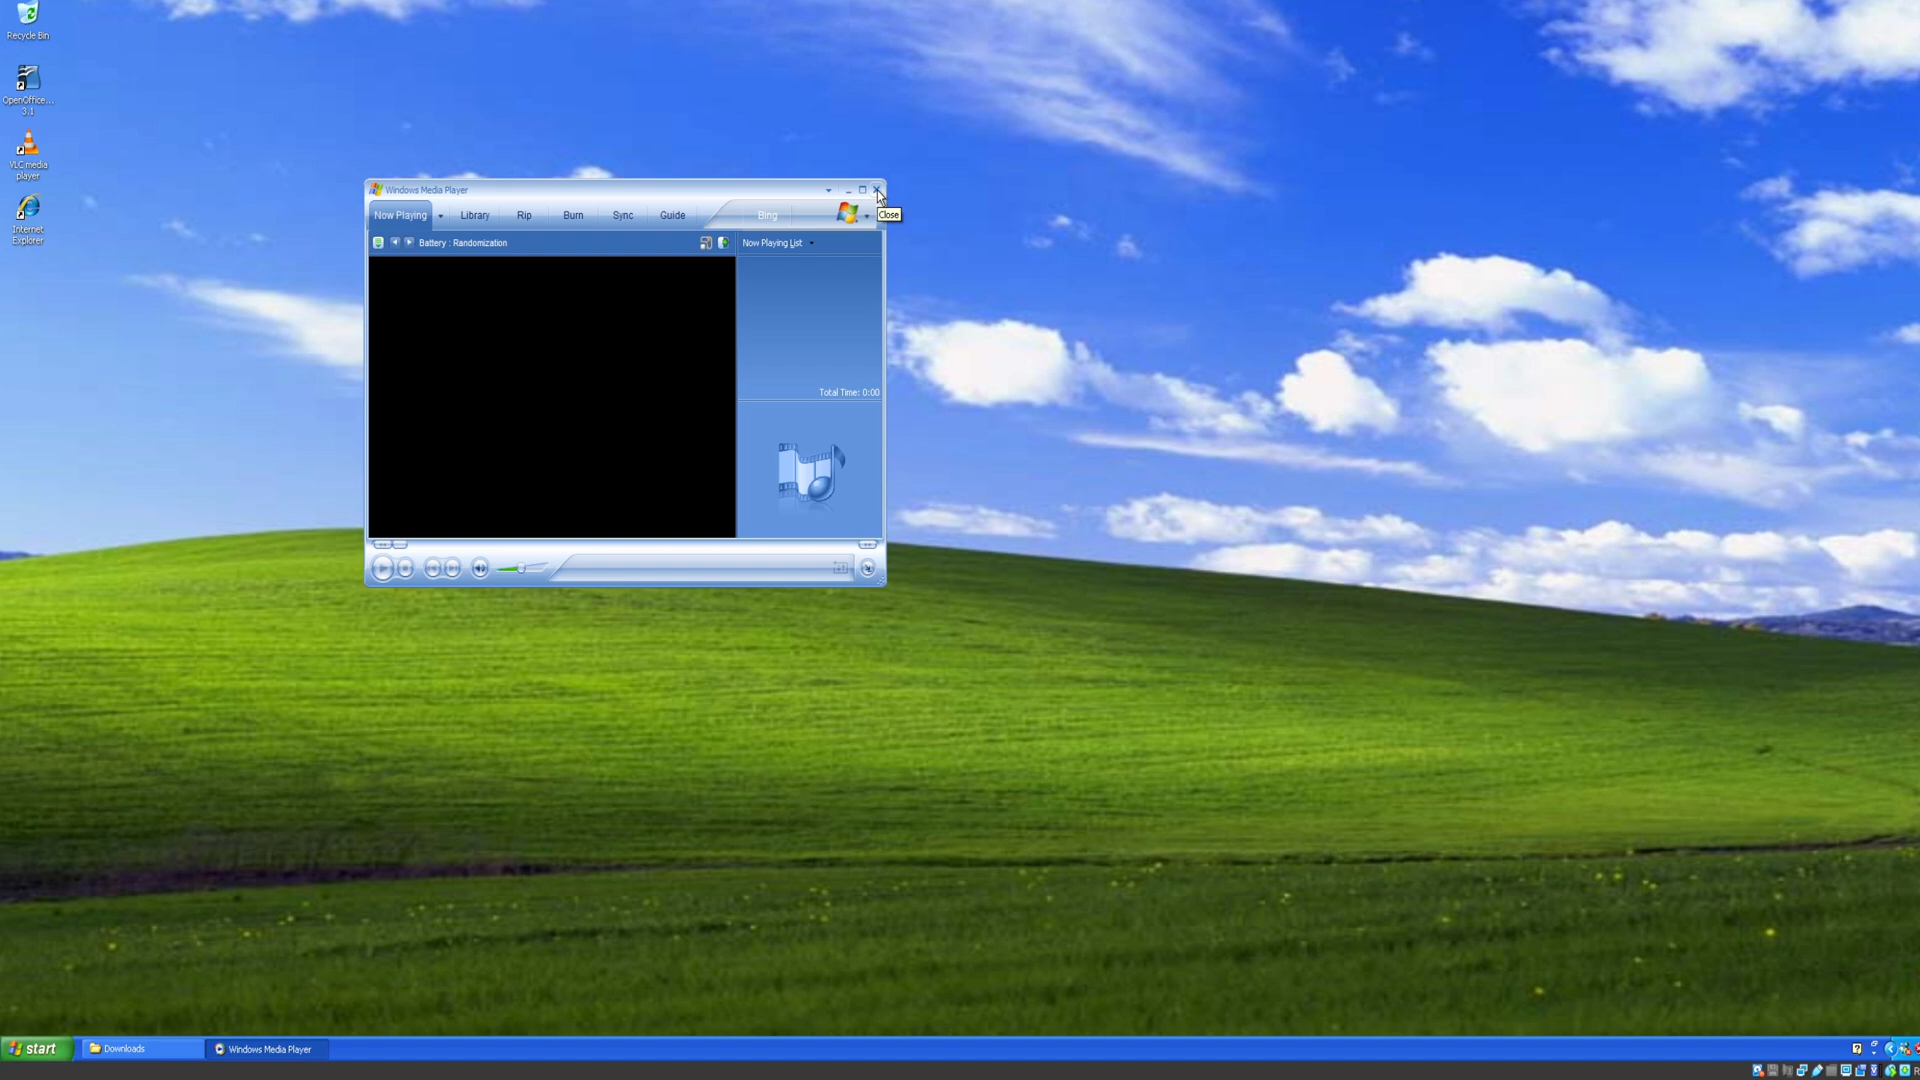 Recycle Bin
OpenOffice...
3.1
VLC media
player
Internet
Explorer
Windows Media Player
Now Playing Library Rip Burn Sync Guide Bing
Close
Battery : Randomization
Now Playing List
Total Time: 0:00
start Downloads Windows Media Player